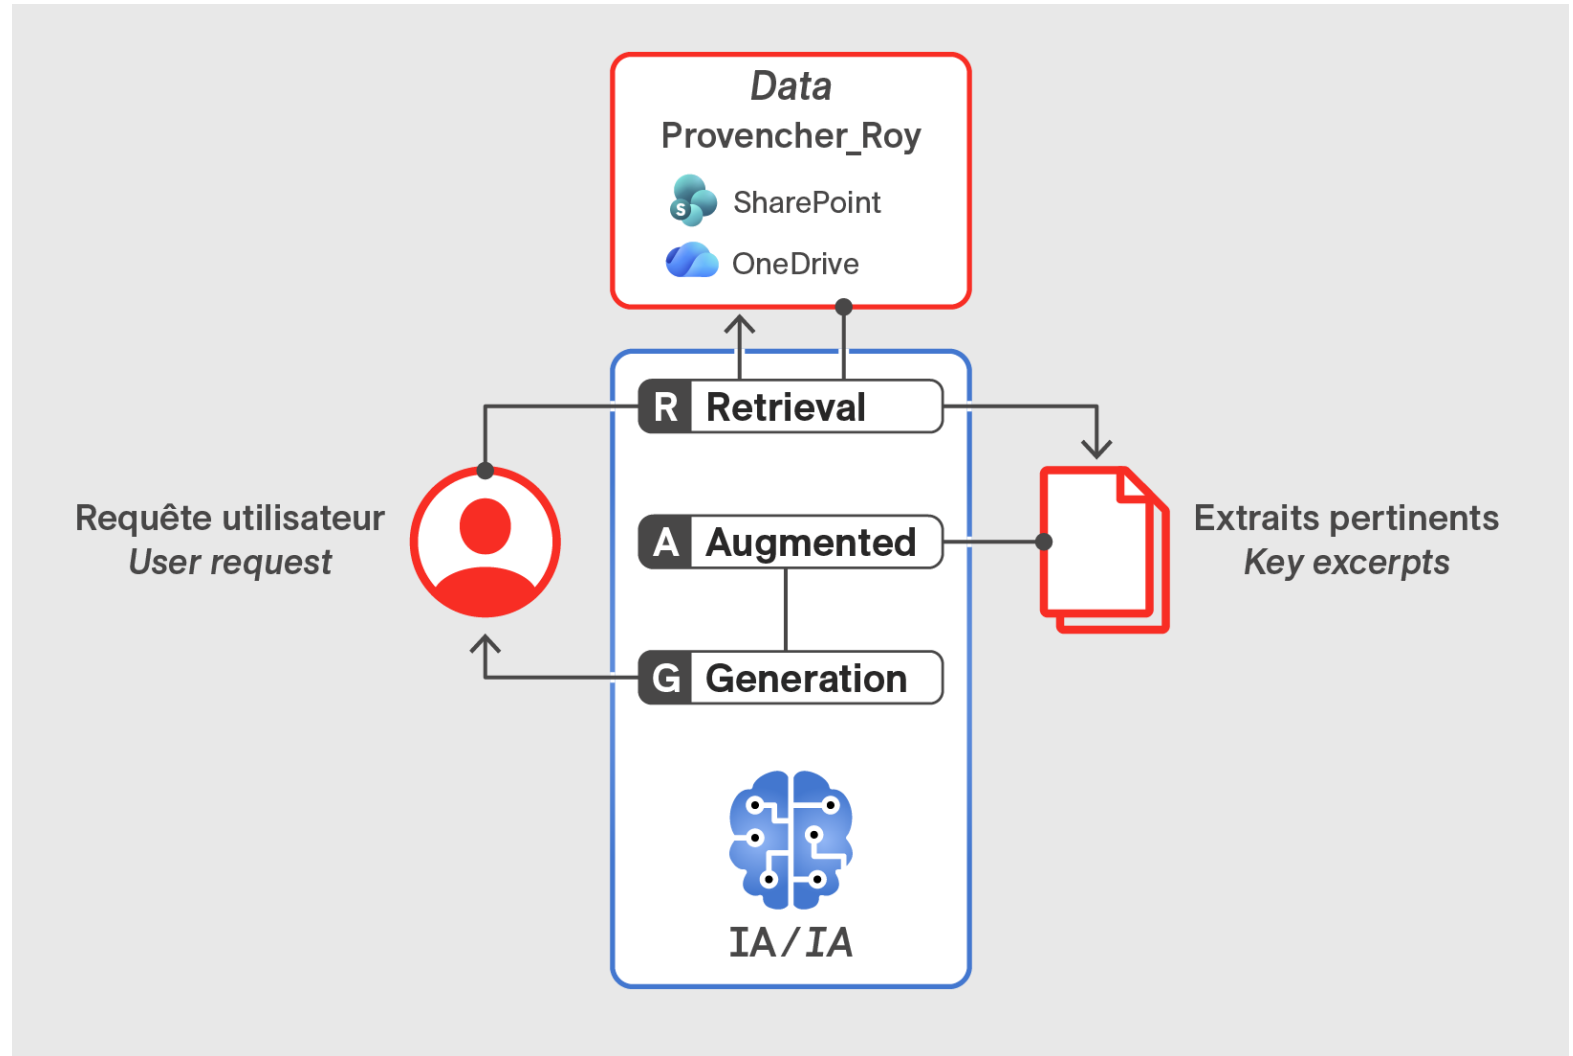 Data
Provencher_Roy
S SharePoint
OneDrive
R Retrieval
Requête utilisateur
User request
A Augmented
Extraits pertinents
Key excerpts
G Generation
IA/IA